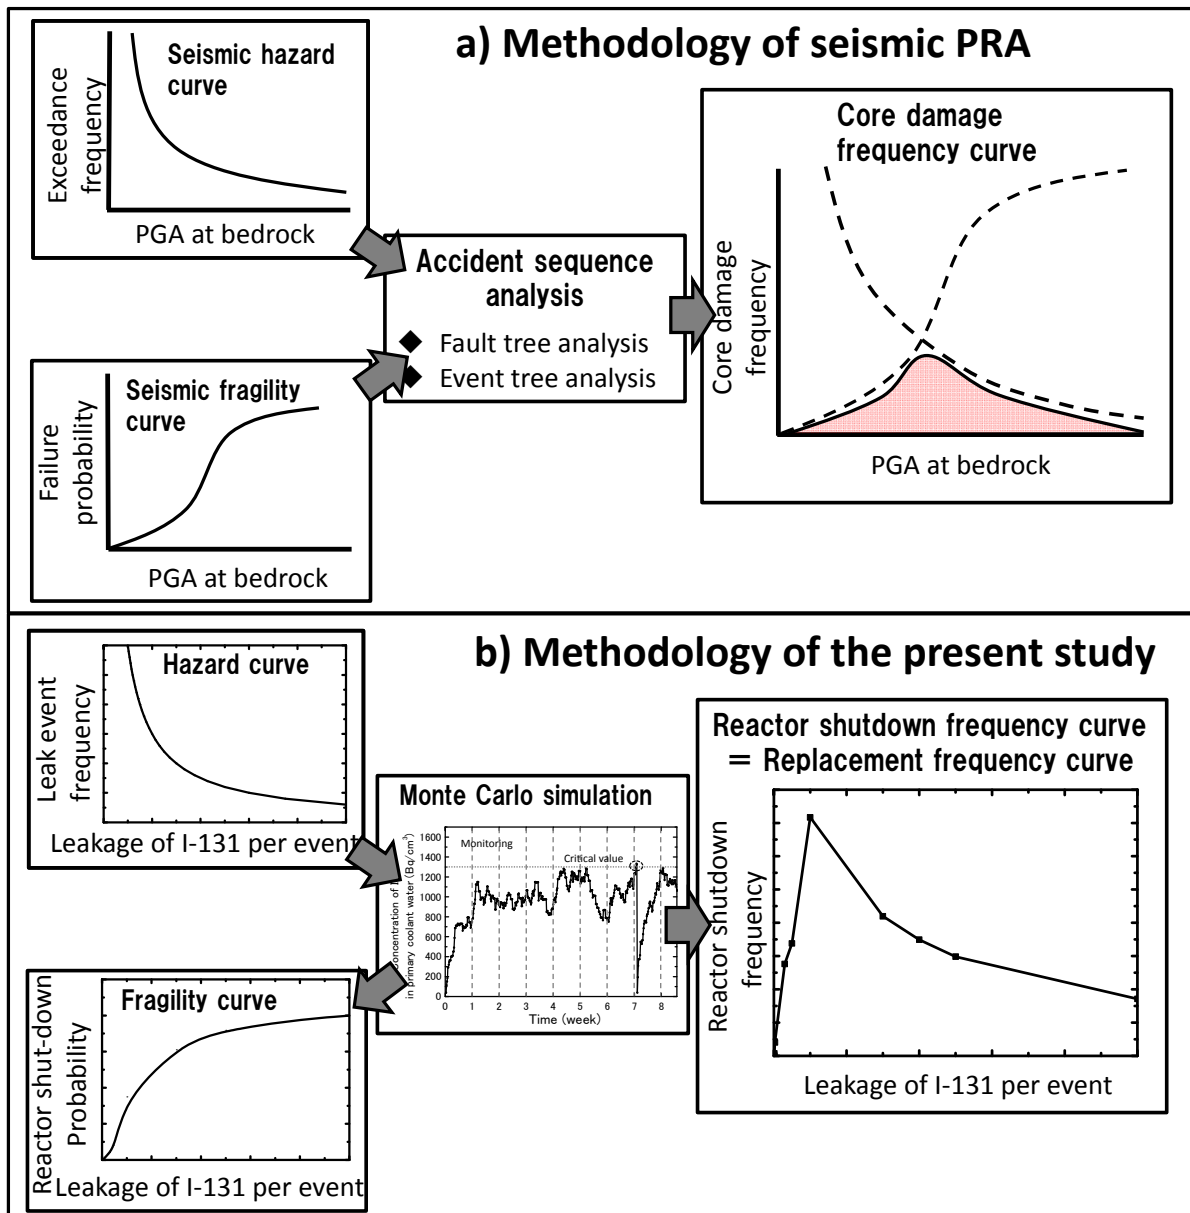 a) Methodology of seismic PRA
Seismic hazard
curve
Exceedance
frequency
PGA at bedrock
Seismic fragility
curve
Failure
probability
PGA at bedrock
Accident sequence
analysis
◆ Fault tree analysis
◆ Event tree analysis
Core damage
frequency curve
Core damage
frequency
PGA at bedrock
b) Methodology of the present study
Hazard curve
Leak event
frequency
Leakage of I-131 per event
Fragility curve
Reactor shut-down
Probability
Leakage of I-131 per event
Monte Carlo simulation
1600
1400
1200
1000
800
600
400
200
0
Monitoring
Critical value
oncentration of
in primary coolant water (Bq/cm³)
0 1 2 3 4 5 6 7 8
Time (week)
Reactor shutdown frequency curve
= Replacement frequency curve
Reactor shutdown
frequency
Leakage of I-131 per event